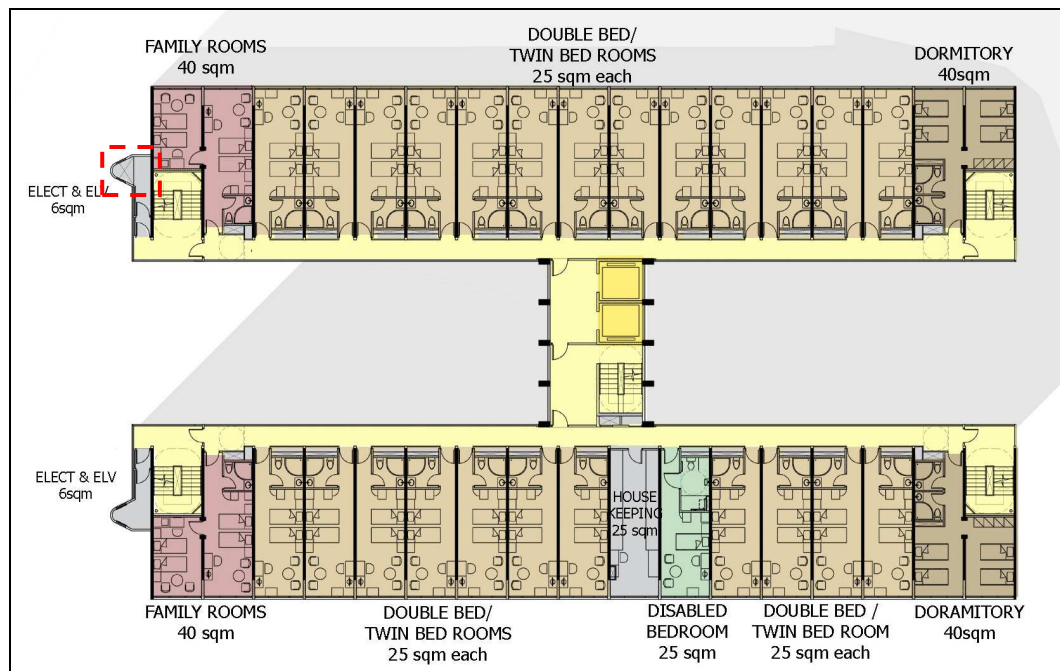 FAMILY ROOMS
40 sqm
DOUBLE BED/
TWIN BED ROOMS
25 sqm each
DORMITORY
40sqm
ELECT & ELV
6sqm
ELECT & ELV
6sqm
HOUSE
KEEPING
25 sqm
FAMILY ROOMS
40 sqm
DOUBLE BED/
TWIN BED ROOMS
25 sqm each
DISABLED
BEDROOM
25 sqm
DOUBLE BED /
TWIN BED ROOM
25 sqm each
DORAMITORY
40sqm